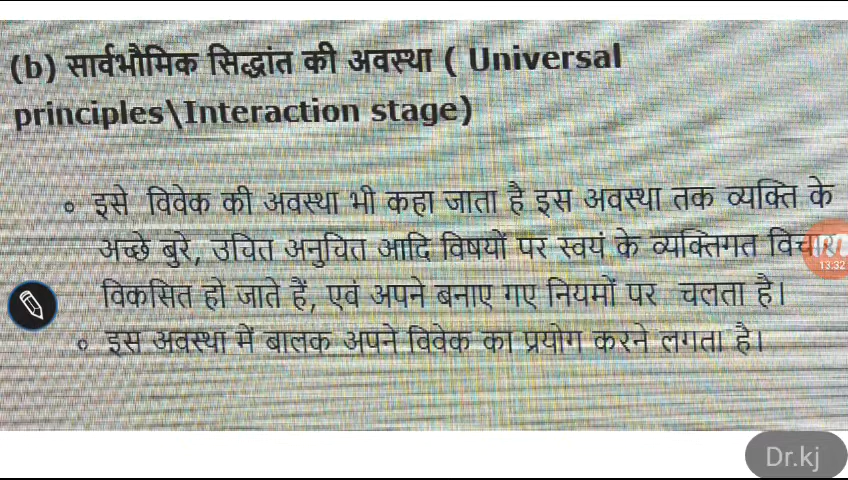 (b) सार्वभौमिक सिद्धांत की अवस्था ( Universal
principles\Interaction stage)
◦ इसे विवेक की अवस्था भी कहा जाता है इस अवस्था तक व्यक्ति के
अच्छे बुरे, उचित अनुचित आदि विषयों पर स्वयं के व्यक्तिगत विचार
विकसित हो जाते हैं, एवं अपने बनाए गए नियमों पर चलता है।
◦ इस अवस्था में बालक अपने विवेक का प्रयोग करने लगता है।
13:32
Dr.kj